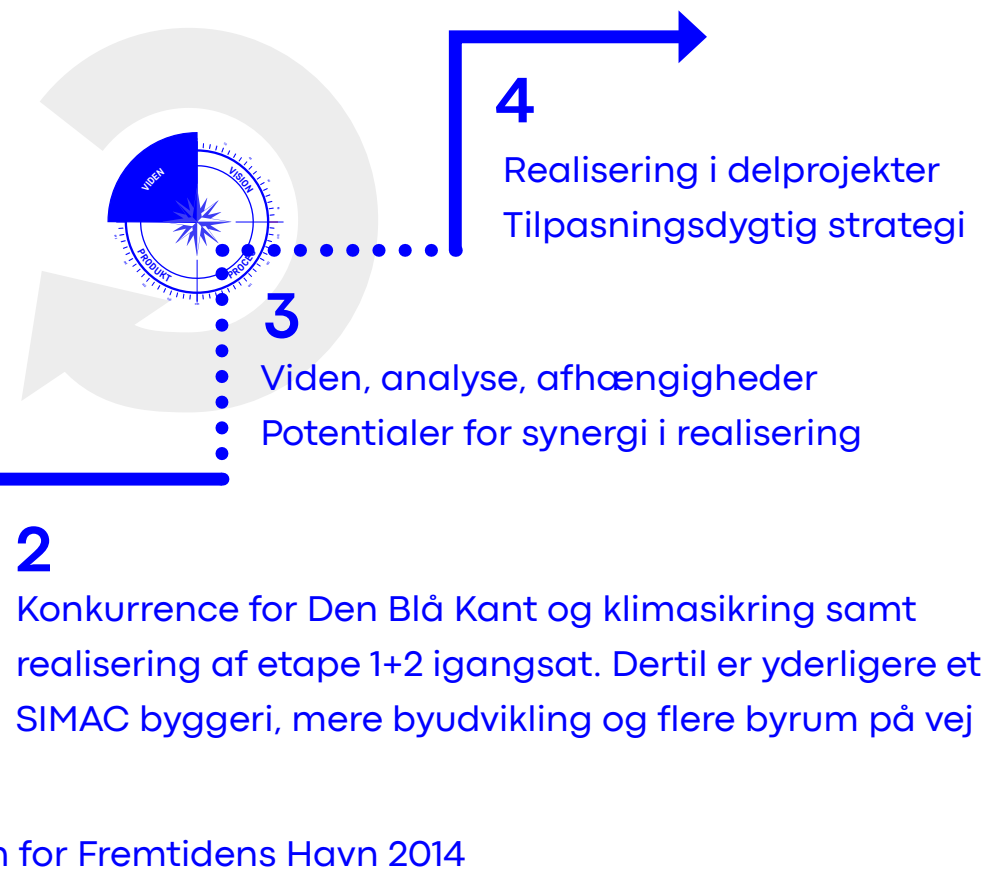 4
Realisering i delprojekter
Tilpasningsdygtig strategi
VIDEN
VISION
PRODUKT
3
Viden, analyse, afhængigheder
Potentialer for synergi i realisering
2
Konkurrence for Den Blå Kant og klimasikring samt
realisering af etape 1+2 igangsat. Dertil er yderligere et
SIMAC byggeri, mere byudvikling og flere byrum på vej
for Fremtidens Havn 2014